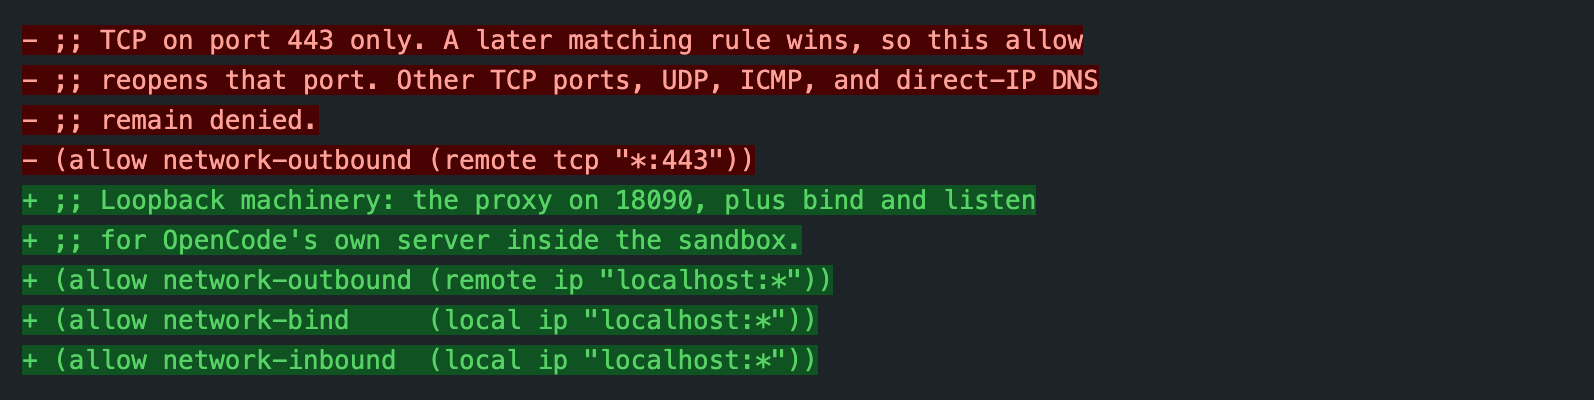 - ;; TCP on port 443 only. A later matching rule wins, so this allow
- ;; reopens that port. Other TCP ports, UDP, ICMP, and direct-IP DNS
- ;; remain denied.
- (allow network-outbound (remote tcp "*:443"))
+ ;; Loopback machinery: the proxy on 18090, plus bind and listen
+ ;; for OpenCode's own server inside the sandbox.
+ (allow network-outbound (remote ip "localhost:*"))
+ (allow network-bind     (local ip "localhost:*"))
+ (allow network-inbound  (local ip "localhost:*"))